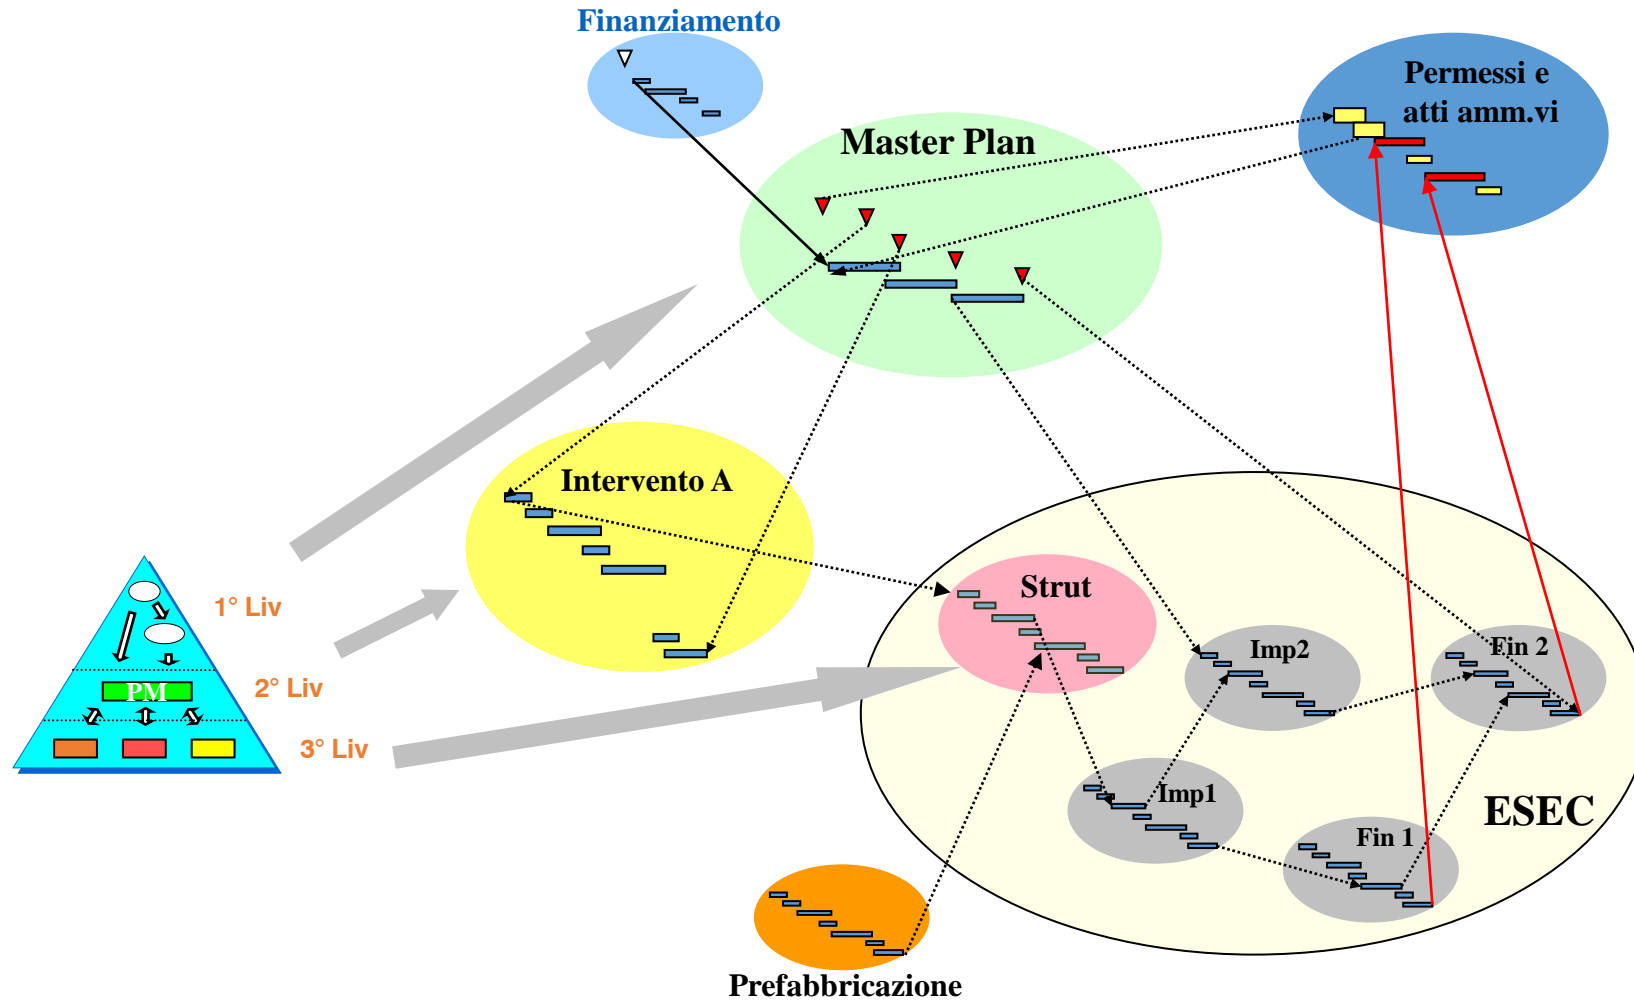 Finanziamento
Permessi e
atti amm.vi
Master Plan
Intervento A
Strut
1° Liv
2° Liv
PM
3° Liv
Imp2
Fin 2
Imp1
Fin 1
ESEC
Prefabbricazione